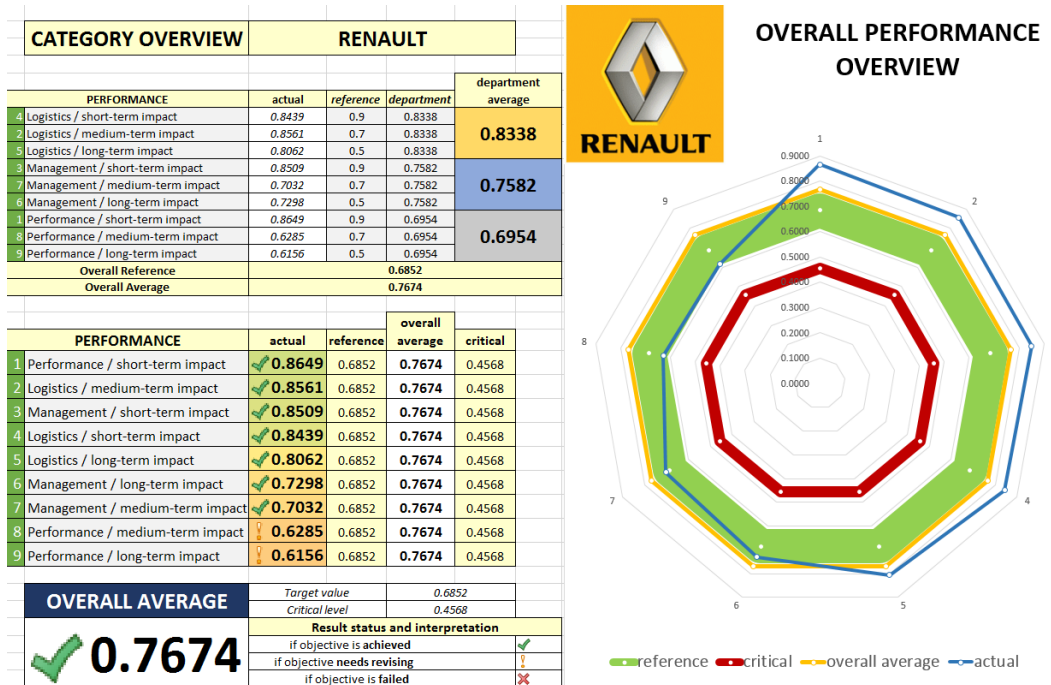 CATEGORY OVERVIEW RENAULT
department
PERFORMANCE actual reference department average
4 Logistics / short-term impact 0.8439 0.9 0.8338
2 Logistics / medium-term impact 0.8561 0.7 0.8338 0.8338
5 Logistics / long-term impact 0.8062 0.5 0.8338
3 Management / short-term impact 0.8509 0.9 0.7582
7 Management / medium-term impact 0.7032 0.7 0.7582 0.7582
6 Management / long-term impact 0.7298 0.5 0.7582
1 Performance / short-term impact 0.8649 0.9 0.6954
8 Performance / medium-term impact 0.6285 0.7 0.6954 0.6954
9 Performance / long-term impact 0.6156 0.5 0.6954
Overall Reference 0.6852
Overall Average 0.7674
overall
PERFORMANCE actual reference average critical
1 Performance / short-term impact 0.8649 0.6852 0.7674 0.4568
2 Logistics / medium-term impact 0.8561 0.6852 0.7674 0.4568
3 Management / short-term impact 0.8509 0.6852 0.7674 0.4568
4 Logistics / short-term impact 0.8439 0.6852 0.7674 0.4568
5 Logistics / long-term impact 0.8062 0.6852 0.7674 0.4568
6 Management / long-term impact 0.7298 0.6852 0.7674 0.4568
7 Management / medium-term impact 0.7032 0.6852 0.7674 0.4568
8 Performance / medium-term impact 0.6285 0.6852 0.7674 0.4568
9 Performance / long-term impact 0.6156 0.6852 0.7674 0.4568
OVERALL AVERAGE
0.7674
Target value 0.6852
Critical level 0.4568
Result status and interpretation
if objective is achieved
if objective needs revising
if objective is failed
RENAULT
OVERALL PERFORMANCE
OVERVIEW
1
0.9000
0.8000
0.7000
0.6000
0.5000
0.4000
0.3000
0.2000
0.1000
0.0000
2
4
5
6
7
8
9
reference critical overall average actual